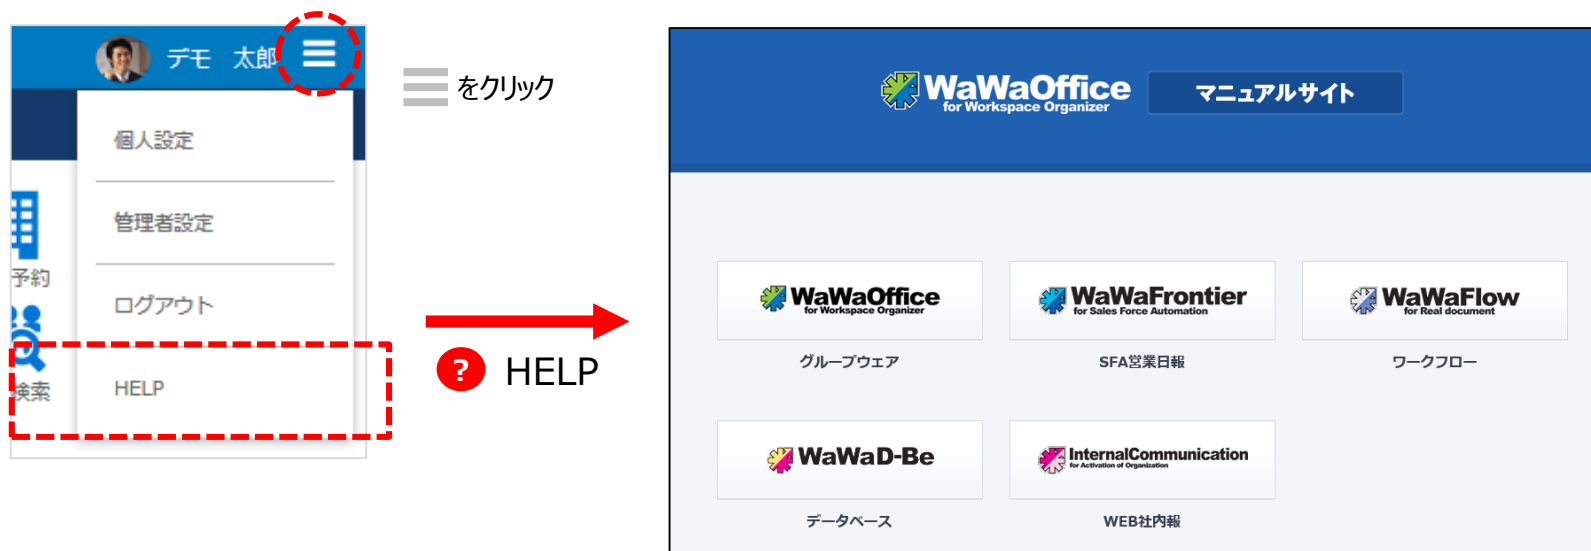 デモ 太郎
個人設定
管理者設定
ログアウト
HELP
予約
検索
をクリック
? HELP
WaWaOffice
for Workspace Organizer
マニュアルサイト
WaWaOffice
for Workspace Organizer
グループウェア
WaWaFrontier
for Sales Force Automation
SFA営業日報
WaWaFlow
for Real document
ワークフロー
WaWaD-Be
データベース
InternalCommunication
for Activation of Organization
WEB社内報